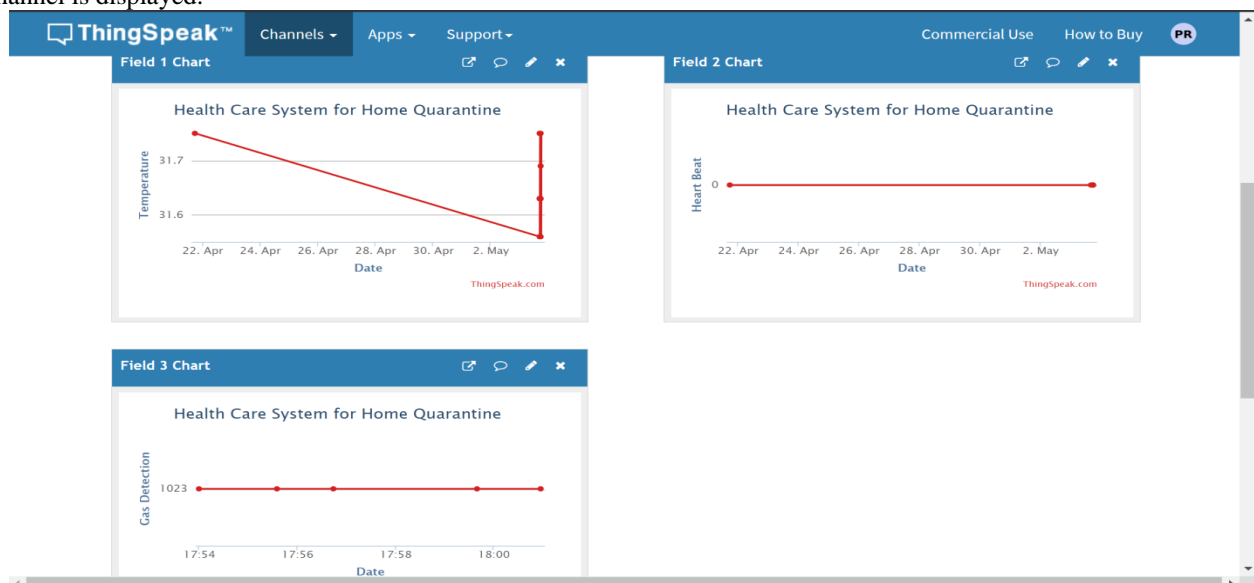 annel is displayed.
ThingSpeak™ Channels Apps Support Commercial Use How to Buy PR
Field 1 Chart
Health Care System for Home Quarantine
Temperature
31.7
31.6
22. Apr 24. Apr 26. Apr 28. Apr 30. Apr 2. May
Date
ThingSpeak.com
Field 2 Chart
Health Care System for Home Quarantine
Heart Beat
0
22. Apr 24. Apr 26. Apr 28. Apr 30. Apr 2. May
Date
ThingSpeak.com
Field 3 Chart
Health Care System for Home Quarantine
Gas Detection
1023
17:54 17:56 17:58 18:00
Date